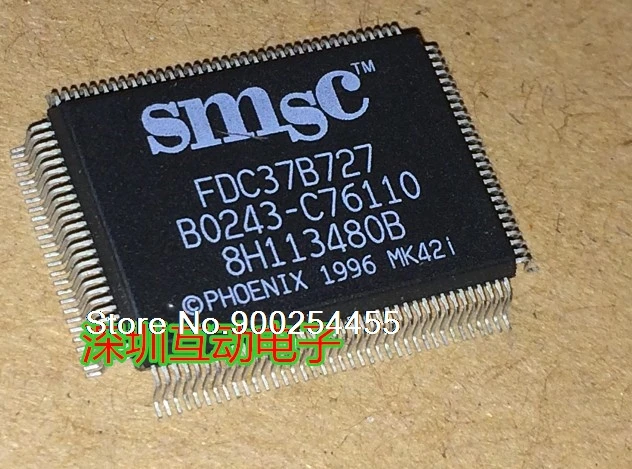 smsc™
FDC37B727
B0243-C76110
8H113480B
©PHOENIX 1996 MK42i
Store No.900254455
深圳互动电子